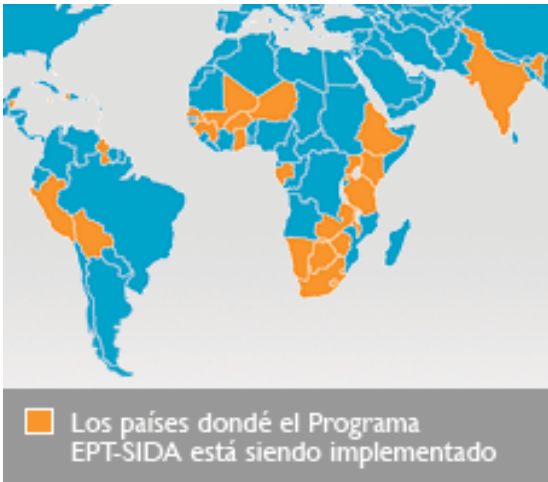 Los países dondé el Programa
EPT-SIDA está siendo implementado